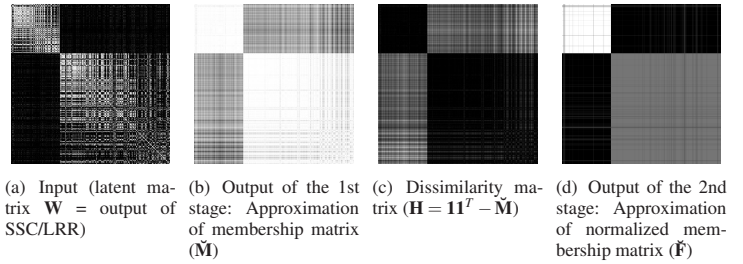 (a) Input (latent ma-
trix W = output of
SSC/LRR)
(b) Output of the 1st
stage: Approximation
of membership matrix
(M̆)
(c) Dissimilarity ma-
trix (H = 11ᵀ − M̆)
(d) Output of the 2nd
stage: Approximation
of normalized mem-
bership matrix (F̆)